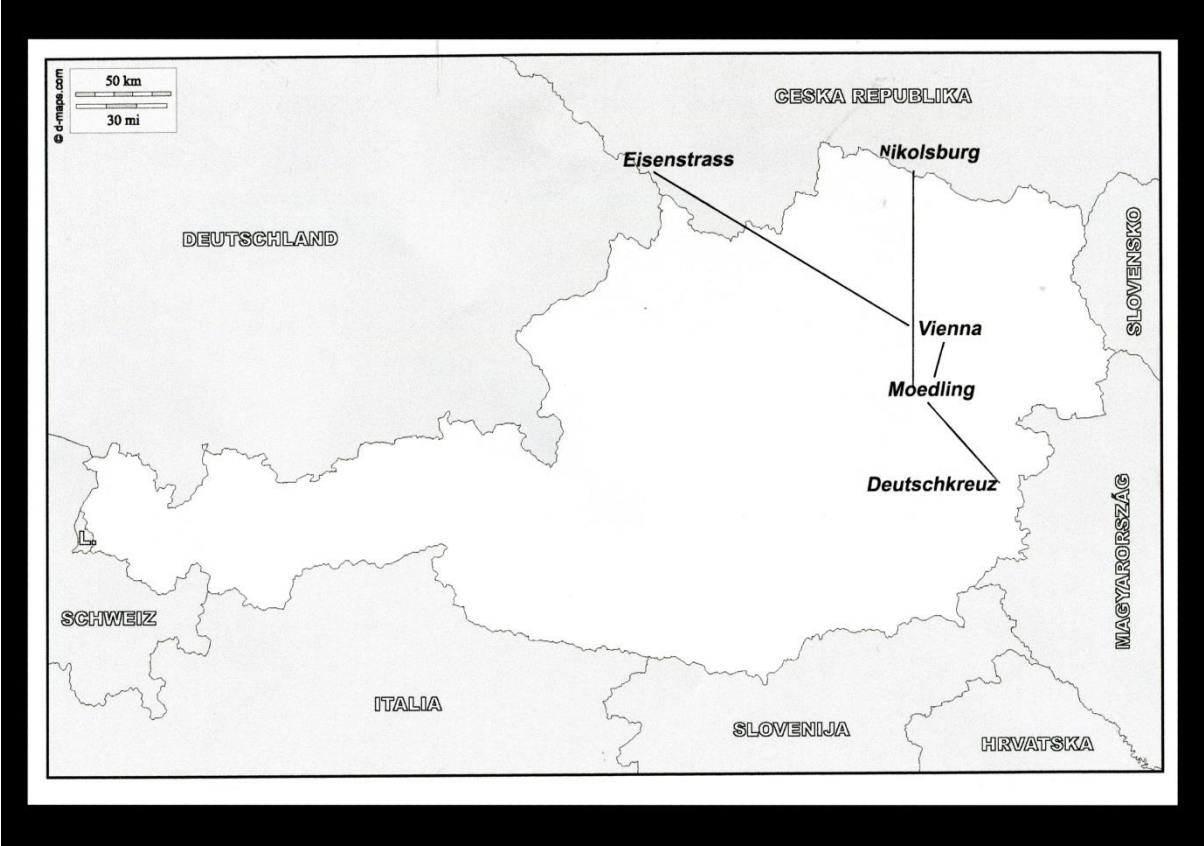 50 km
30 mi
© d-maps.com
CESKA REPUBLIKA
Eisenstrass
Nikolsburg
DEUTSCHLAND
SLOVENSKO
Vienna
Moedling
Deutschkreuz
L.
MAGYARORSZÁG
SCHWEIZ
ITALIA
SLOVENIJA
HRVATSKA